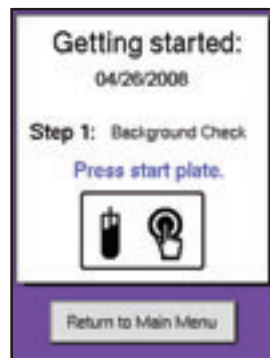 Getting started:
04/26/2008
Step 1: Background Check
Press start plate.
Return to Main Menu